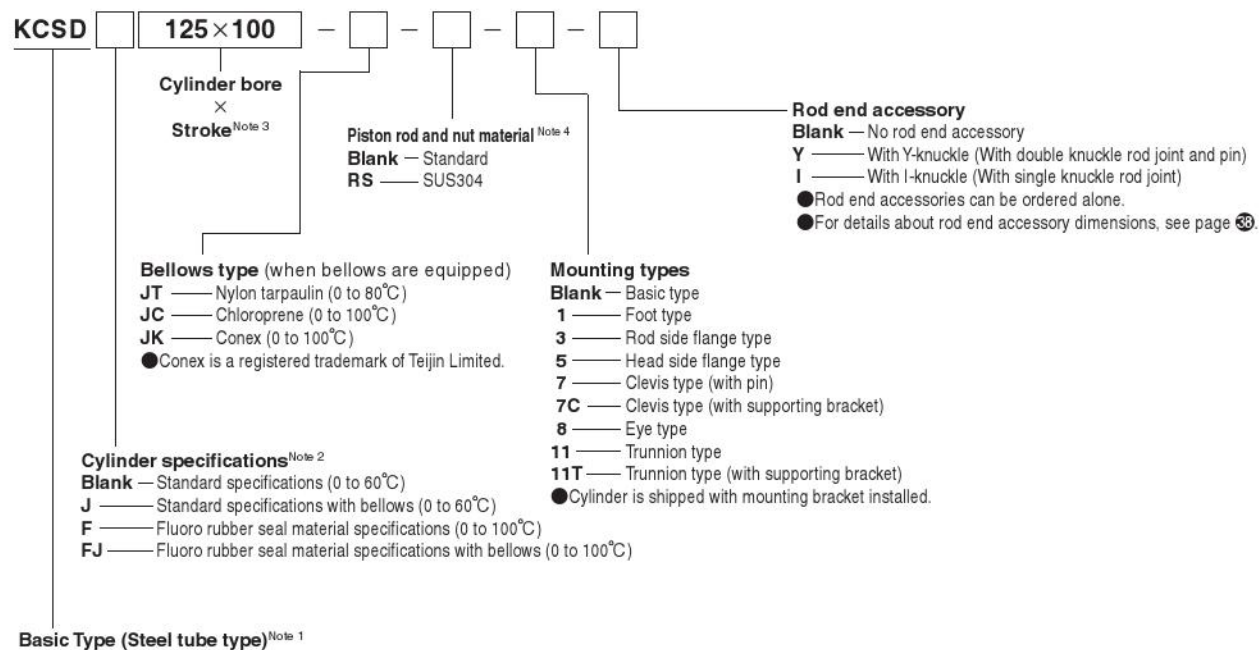 KCSD 125×100 – – – –
Cylinder bore
×
Stroke Note 3
Piston rod and nut material Note 4
Blank — Standard
RS — SUS304
Rod end accessory
Blank — No rod end accessory
Y — With Y-knuckle (With double knuckle rod joint and pin)
I — With I-knuckle (With single knuckle rod joint)
●Rod end accessories can be ordered alone.
●For details about rod end accessory dimensions, see page 38.
Bellows type (when bellows are equipped)
JT — Nylon tarpaulin (0 to 80°C)
JC — Chloroprene (0 to 100°C)
JK — Conex (0 to 100°C)
●Conex is a registered trademark of Teijin Limited.
Mounting types
Blank — Basic type
1 — Foot type
3 — Rod side flange type
5 — Head side flange type
7 — Clevis type (with pin)
7C — Clevis type (with supporting bracket)
8 — Eye type
11 — Trunnion type
11T — Trunnion type (with supporting bracket)
●Cylinder is shipped with mounting bracket installed.
Cylinder specifications Note 2
Blank — Standard specifications (0 to 60°C)
J — Standard specifications with bellows (0 to 60°C)
F — Fluoro rubber seal material specifications (0 to 100°C)
FJ — Fluoro rubber seal material specifications with bellows (0 to 100°C)
Basic Type (Steel tube type) Note 1